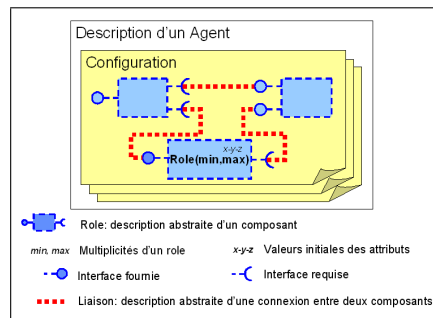 Description d'un Agent
Configuration
x-y-z
Role(min,max)
Role: description abstraite d'un composant
min, max Multiplicités d'un role x-y-z Valeurs initiales des attributs
Interface fournie Interface requise
Liaison: description abstraite d'une connexion entre deux composants